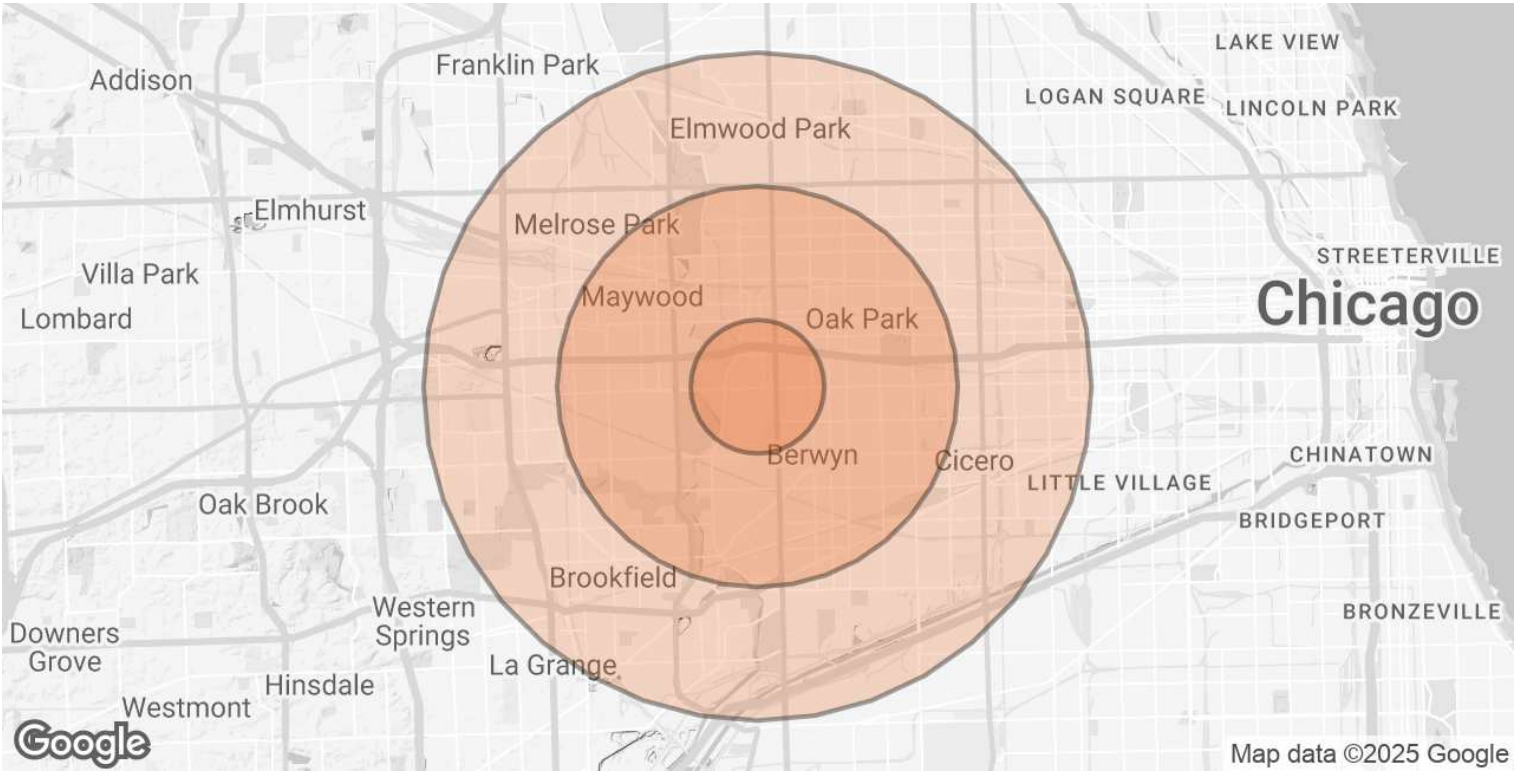 LAKE VIEW
Franklin Park
Addison
LOGAN SQUARE
LINCOLN PARK
Elmwood Park
Elmhurst
Melrose Park
STREETERVILLE
Villa Park
Maywood
Chicago
Lombard
Oak Park
Berwyn
CHINATOWN
Cicero
LITTLE VILLAGE
Oak Brook
BRIDGEPORT
Brookfield
Western
Springs
BRONZEVILLE
Downers
Grove
La Grange
Hinsdale
Westmont
Google
Map data ©2025 Google